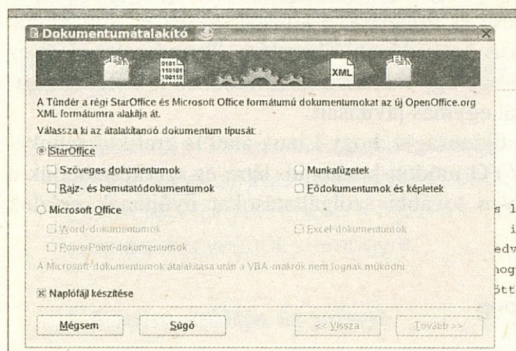 Dokumentumátalakító
XML
A Tündér a régi StarOffice és Microsoft Office formátumú dokumentumokat az új OpenOffice.org
XML formátumra alakítja át.
Válassza ki az átalakítandó dokumentum típusát:
StarOffice
Szöveges dokumentumok
Munkafüzetek
Rajz- és bemutatódokumentumok
Fődokumentumok és képletek
Microsoft Office
Word-dokumentumok
Excel-dokumentumok
PowerPoint-dokumentumok
A Microsoft-dokumentumok átalakítása után a VBA-makrók nem fognak működni.
Naplófájl készítése
Mégsem
Súgó
<< Vissza
Tovább >>